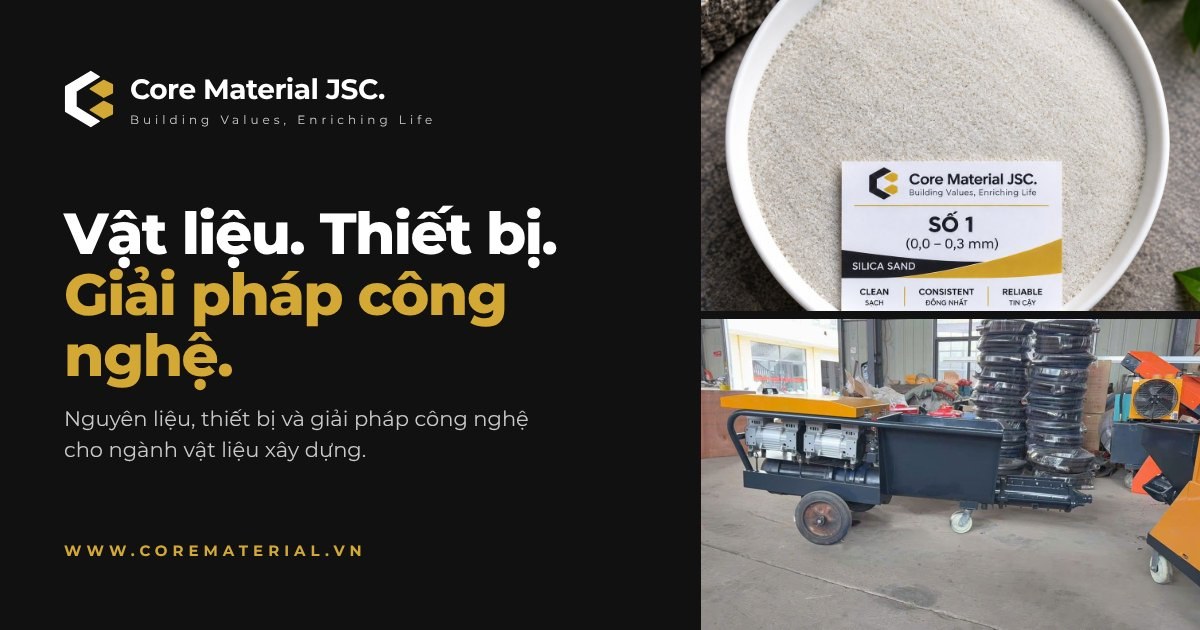 Core Material JSC.
Building Values, Enriching Life
Vật liệu. Thiết bị.
Giải pháp công
nghệ.
Nguyên liệu, thiết bị và giải pháp công nghệ
cho ngành vật liệu xây dựng.
WWW.COREMATERIAL.VN
Core Material JSC.
Building Values, Enriching Life
SỐ 1
(0,0 – 0,3 mm)
SILICA SAND
CLEAN
SẠCH
CONSISTENT
ĐỒNG NHẤT
RELIABLE
TIN CẬY